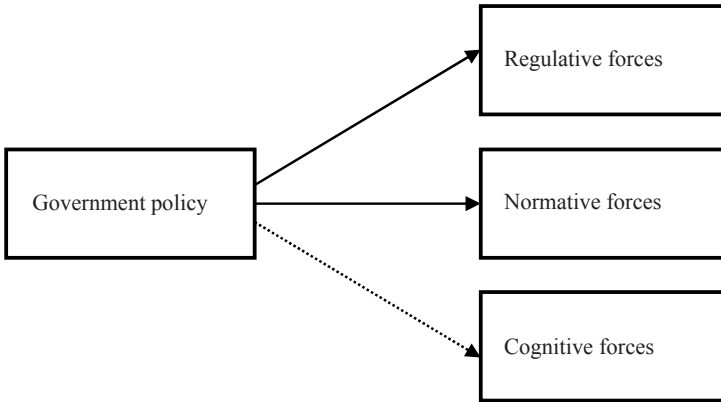 Regulative forces
Government policy
Normative forces
Cognitive forces